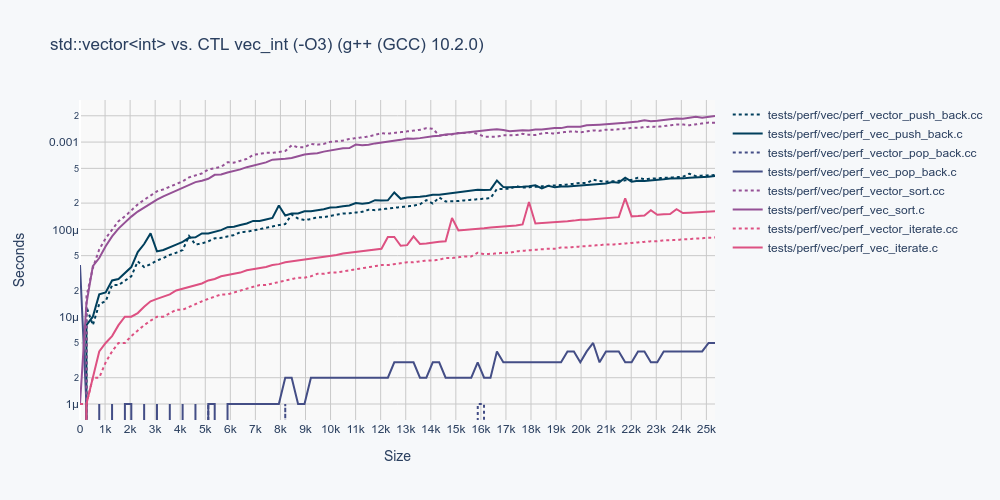 std::vector<int> vs. CTL vec_int (-O3) (g++ (GCC) 10.2.0)
2
0.001
5
2
100μ
5
2
10μ
5
2
1μ
Seconds
0 1k 2k 3k 4k 5k 6k 7k 8k 9k 10k 11k 12k 13k 14k 15k 16k 17k 18k 19k 20k 21k 22k 23k 24k 25k
Size
tests/perf/vec/perf_vector_push_back.cc
tests/perf/vec/perf_vec_push_back.c
tests/perf/vec/perf_vector_pop_back.cc
tests/perf/vec/perf_vec_pop_back.c
tests/perf/vec/perf_vector_sort.cc
tests/perf/vec/perf_vec_sort.c
tests/perf/vec/perf_vector_iterate.cc
tests/perf/vec/perf_vec_iterate.c